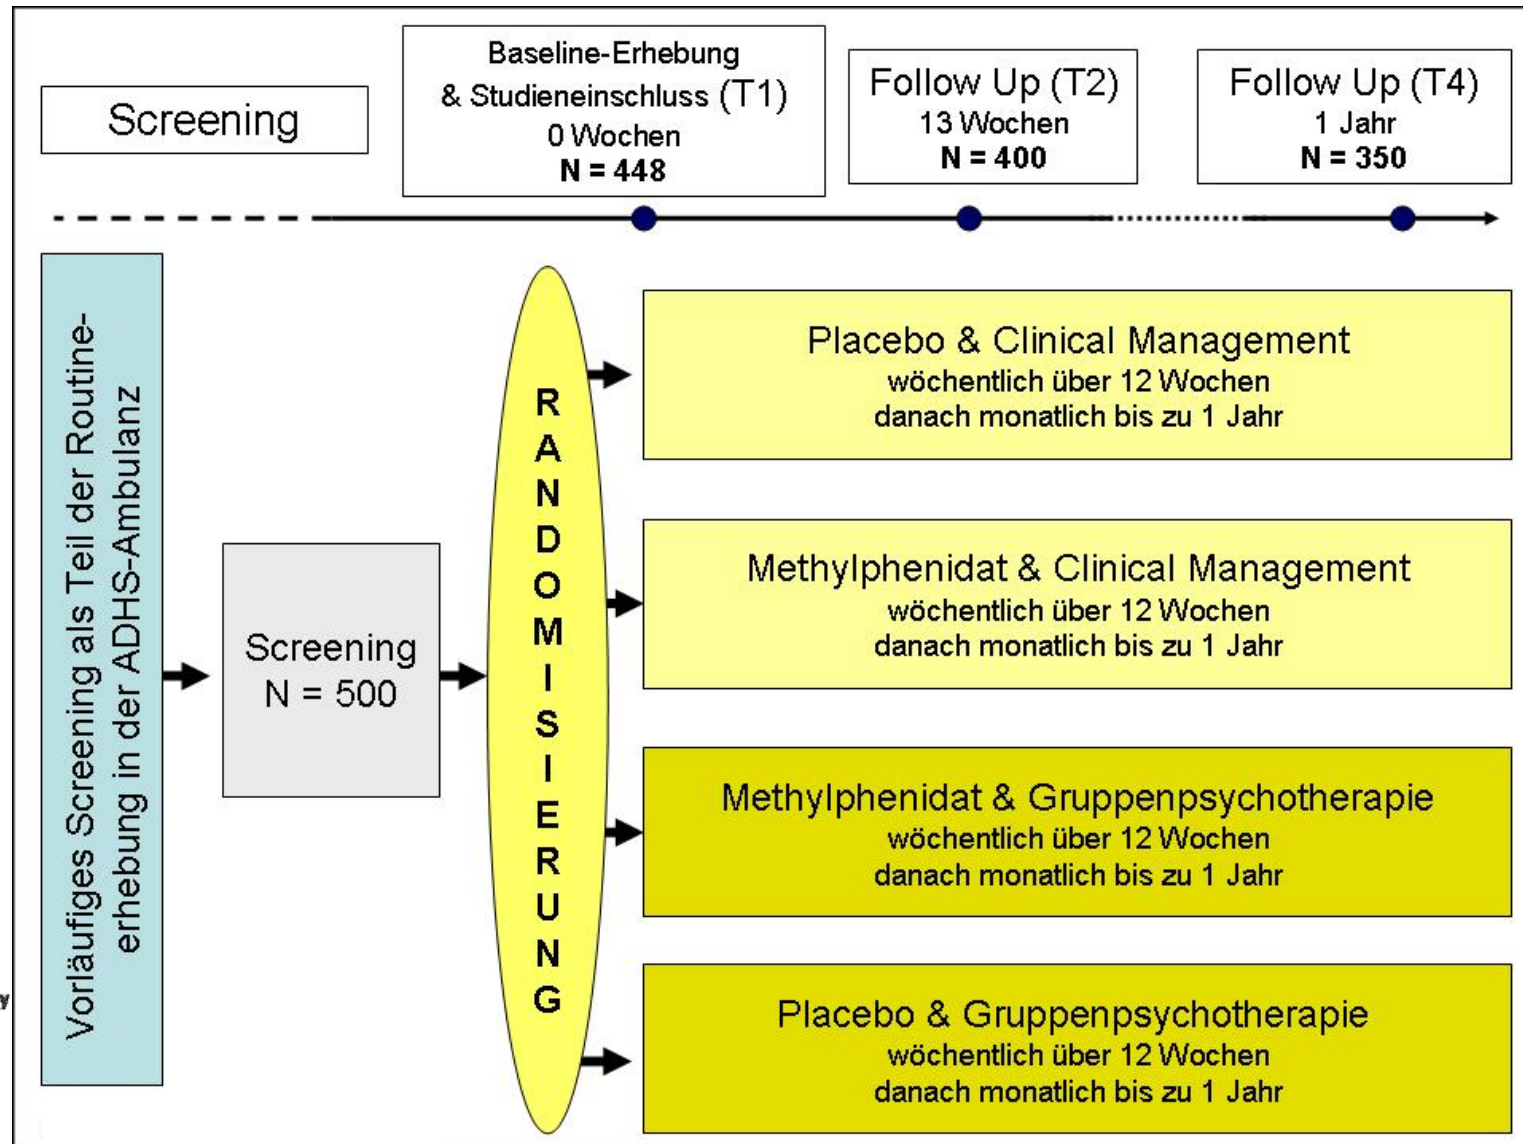 Screening
Baseline-Erhebung
& Studieneinschluss (T1)
0 Wochen
N = 448
Follow Up (T2)
13 Wochen
N = 400
Follow Up (T4)
1 Jahr
N = 350
Vorläufiges Screening als Teil der Routine-
erhebung in der ADHS-Ambulanz
Screening
N = 500
RANDOMISIERUNG
Placebo & Clinical Management
wöchentlich über 12 Wochen
danach monatlich bis zu 1 Jahr
Methylphenidat & Clinical Management
wöchentlich über 12 Wochen
danach monatlich bis zu 1 Jahr
Methylphenidat & Gruppenpsychotherapie
wöchentlich über 12 Wochen
danach monatlich bis zu 1 Jahr
Placebo & Gruppenpsychotherapie
wöchentlich über 12 Wochen
danach monatlich bis zu 1 Jahr
y